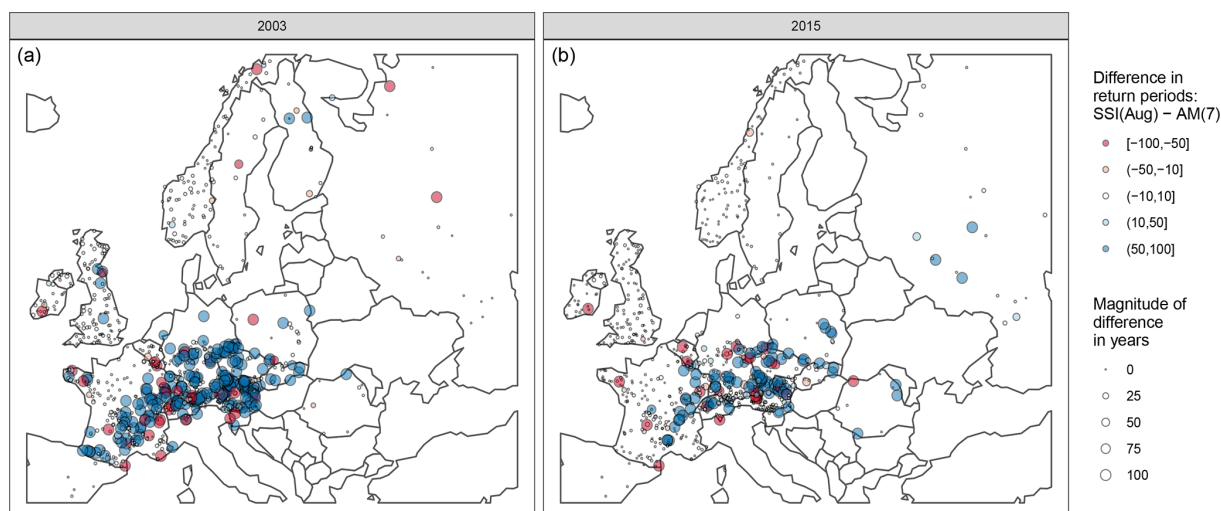 2003
2015
(a)
(b)
Difference in
return periods:
SSI(Aug) − AM(7)
[−100,−50]
(−50,−10]
(−10,10]
(10,50]
(50,100]
Magnitude of
difference
in years
0
25
50
75
100